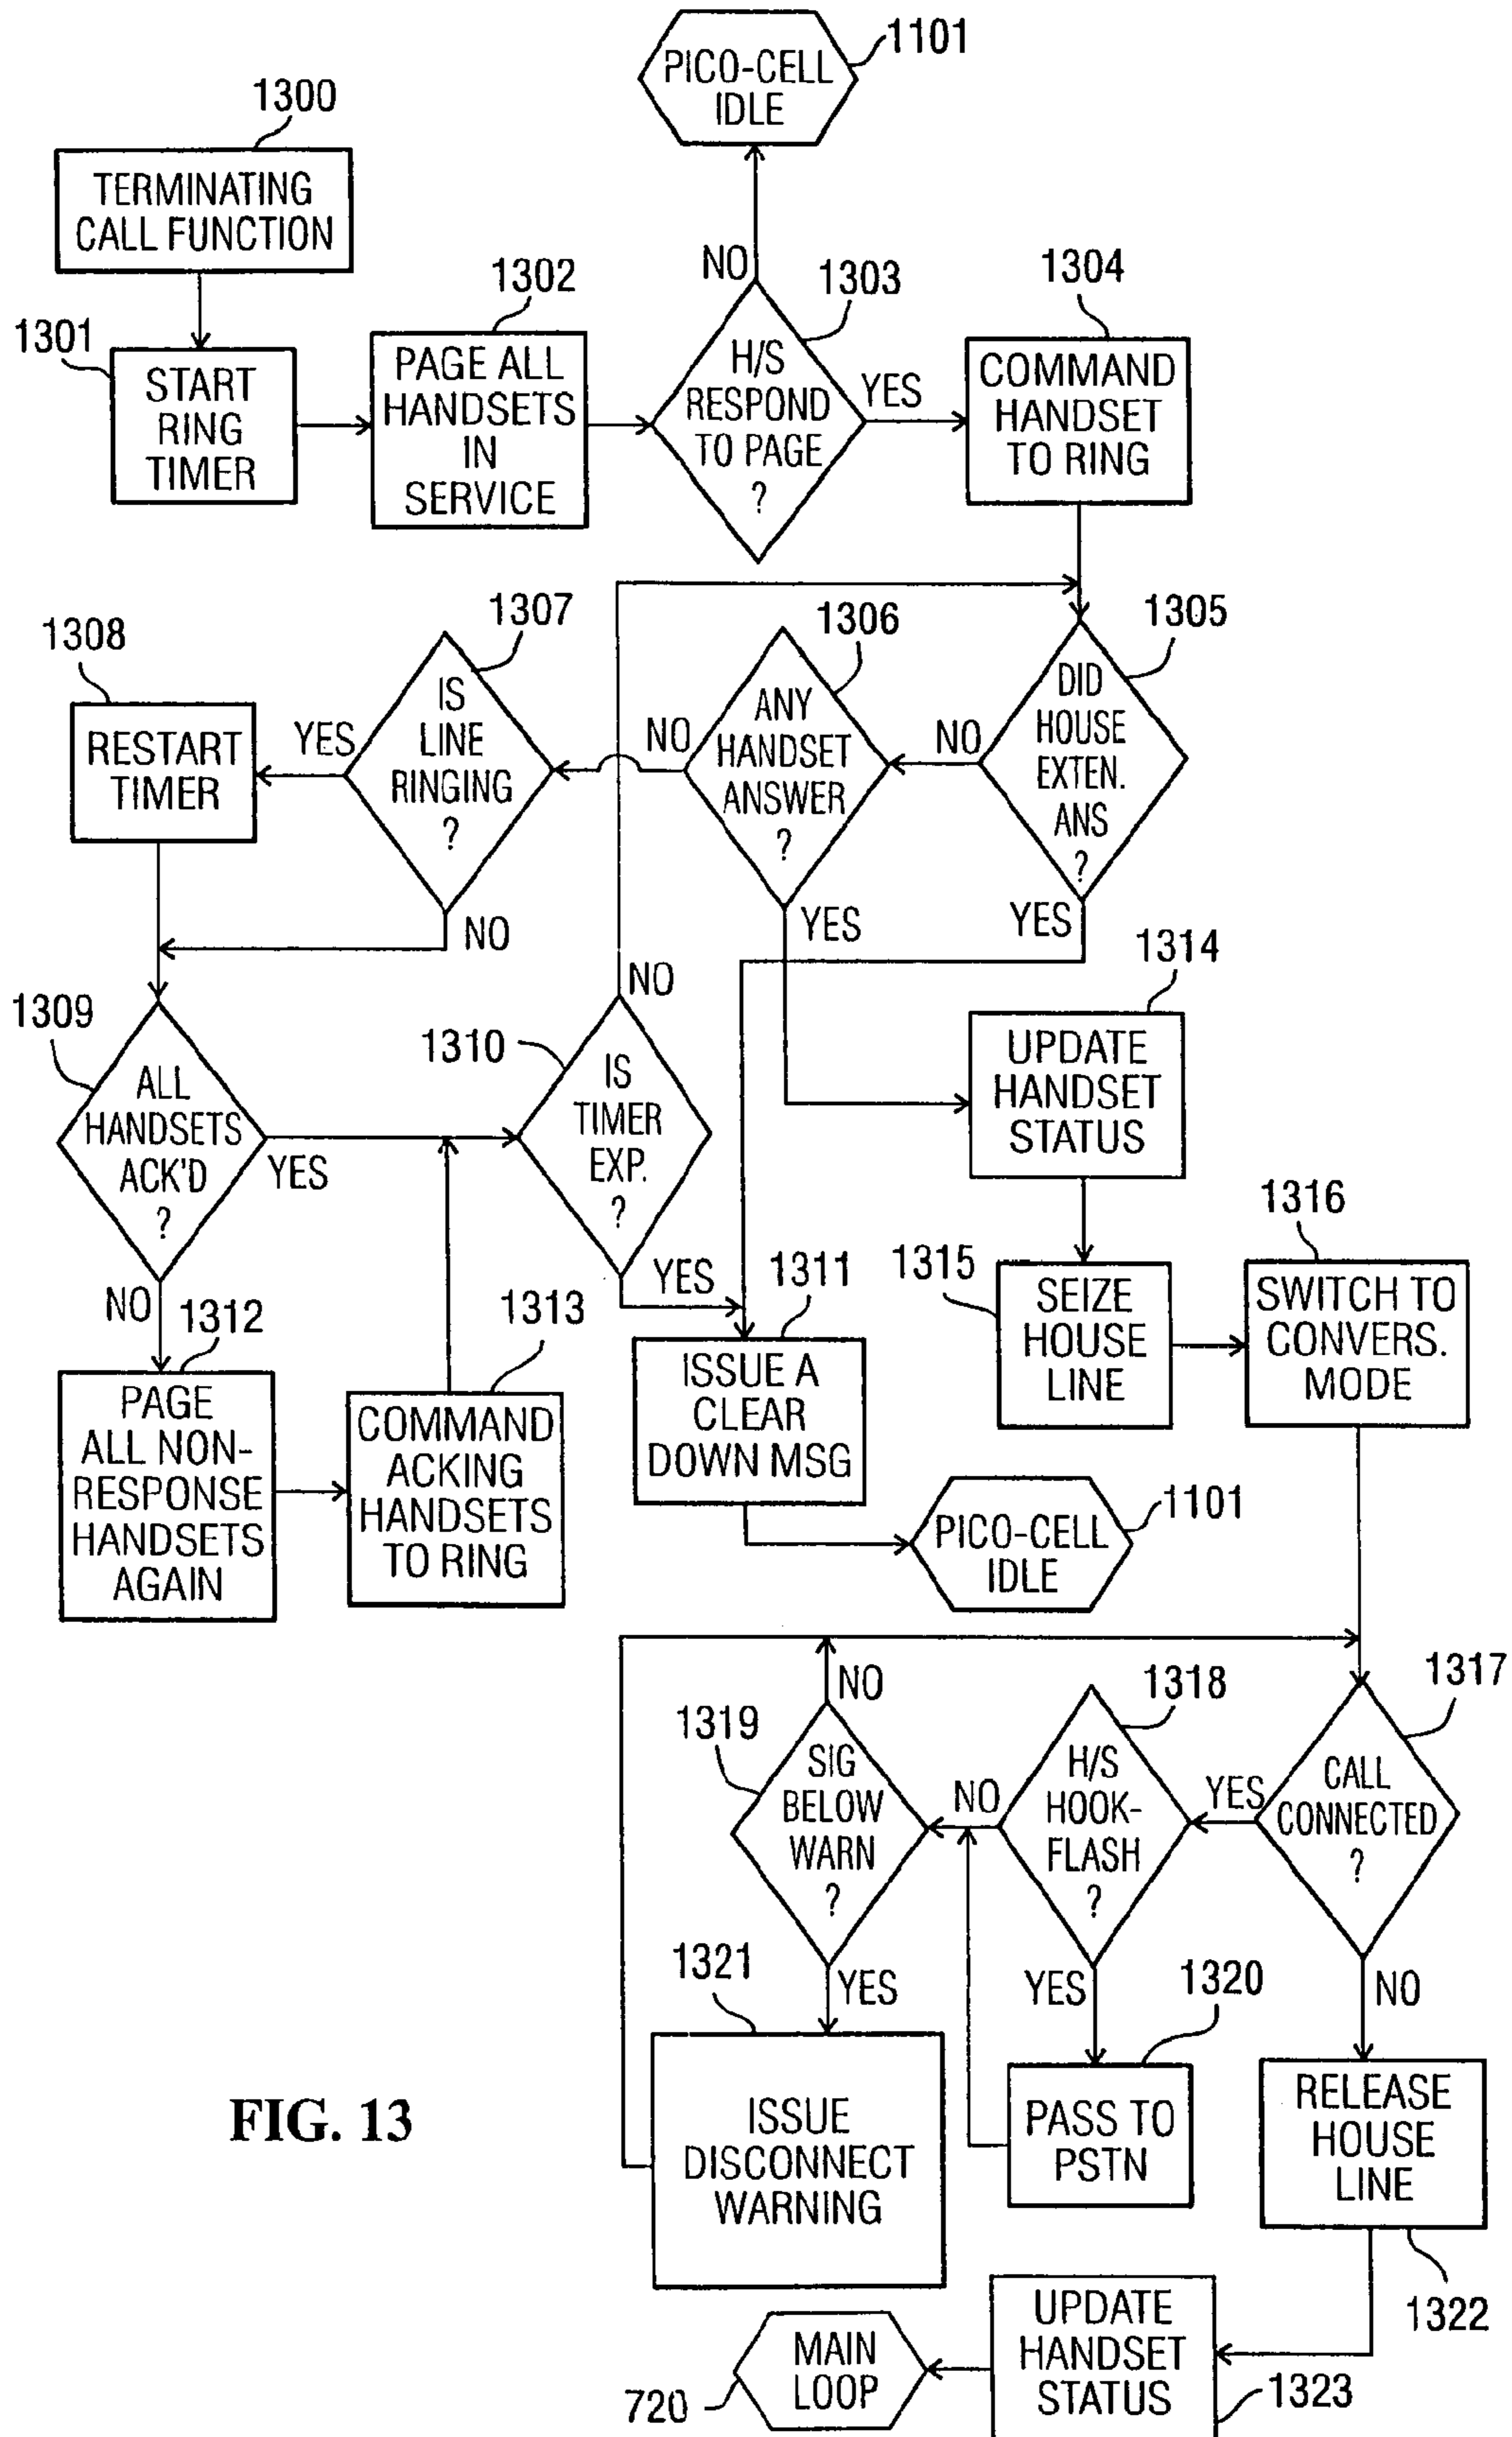 1101
PICO-CELL
IDLE
1300
TERMINATING
CALL FUNCTION
1301
START
RING
TIMER
1302
PAGE ALL
HANDSETS
IN
SERVICE
NO
1303
H/S
RESPOND
TO PAGE
?
YES
1304
COMMAND
HANDSET
TO RING
1305
DID
HOUSE
EXTEN.
ANS
?
NO
YES
1306
ANY
HANDSET
ANSWER
?
NO
YES
1307
IS
LINE
RINGING
?
YES
NO
1308
RESTART
TIMER
1309
ALL
HANDSETS
ACK'D
?
YES
NO
1310
IS
TIMER
EXP.
?
NO
YES
1311
ISSUE A
CLEAR
DOWN MSG
1101
PICO-CELL
IDLE
1312
PAGE
ALL NON-
RESPONSE
HANDSETS
AGAIN
1313
COMMAND
ACKING
HANDSETS
TO RING
1314
UPDATE
HANDSET
STATUS
1315
SEIZE
HOUSE
LINE
1316
SWITCH TO
CONVERS.
MODE
1317
CALL
CONNECTED
?
YES
NO
1318
H/S
HOOK-
FLASH
?
NO
YES
1319
SIG
BELOW
WARN
?
NO
YES
1320
PASS TO
PSTN
1321
ISSUE
DISCONNECT
WARNING
RELEASE
HOUSE
LINE
1322
UPDATE
HANDSET
STATUS
1323
MAIN
LOOP
720
FIG. 13